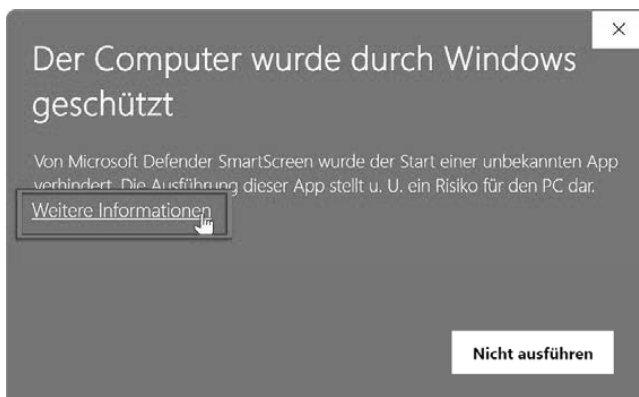 Der Computer wurde durch Windows
geschützt
Von Microsoft Defender SmartScreen wurde der Start einer unbekannten App
verhindert. Die Ausführung dieser App stellt u. U. ein Risiko für den PC dar.
Weitere Informationen
Nicht ausführen